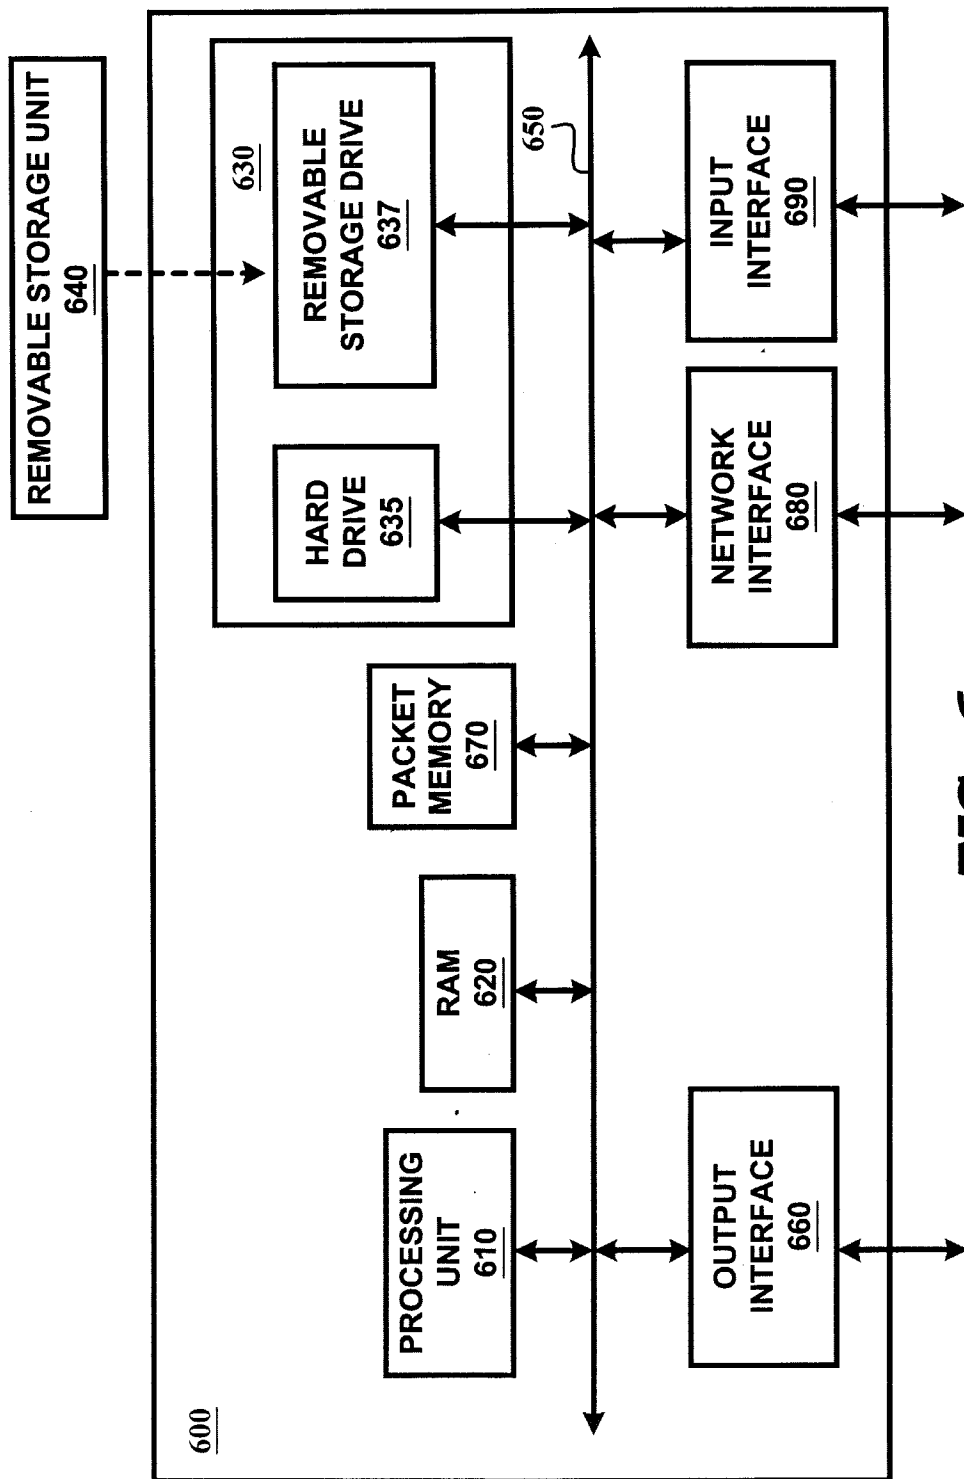 REMOVABLE STORAGE UNIT
640
600
630
REMOVABLE
STORAGE DRIVE
637
HARD
DRIVE
635
PACKET
MEMORY
670
RAM
620
PROCESSING
UNIT
610
650
OUTPUT
INTERFACE
660
NETWORK
INTERFACE
680
INPUT
INTERFACE
690